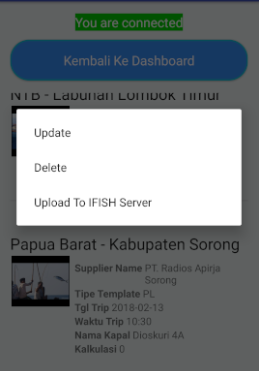 You are connected
Kembali Ke Dashboard
NTB - Labuhan Lombok Timur
Update
Delete
Upload To IFISH Server
Papua Barat - Kabupaten Sorong
Supplier Name PT. Radios Apirja
Sorong
Tipe Template PL
Tgl Trip 2018-02-13
Waktu Trip 10:30
Nama Kapal Dioskuri 4A
Kalkulasi 0